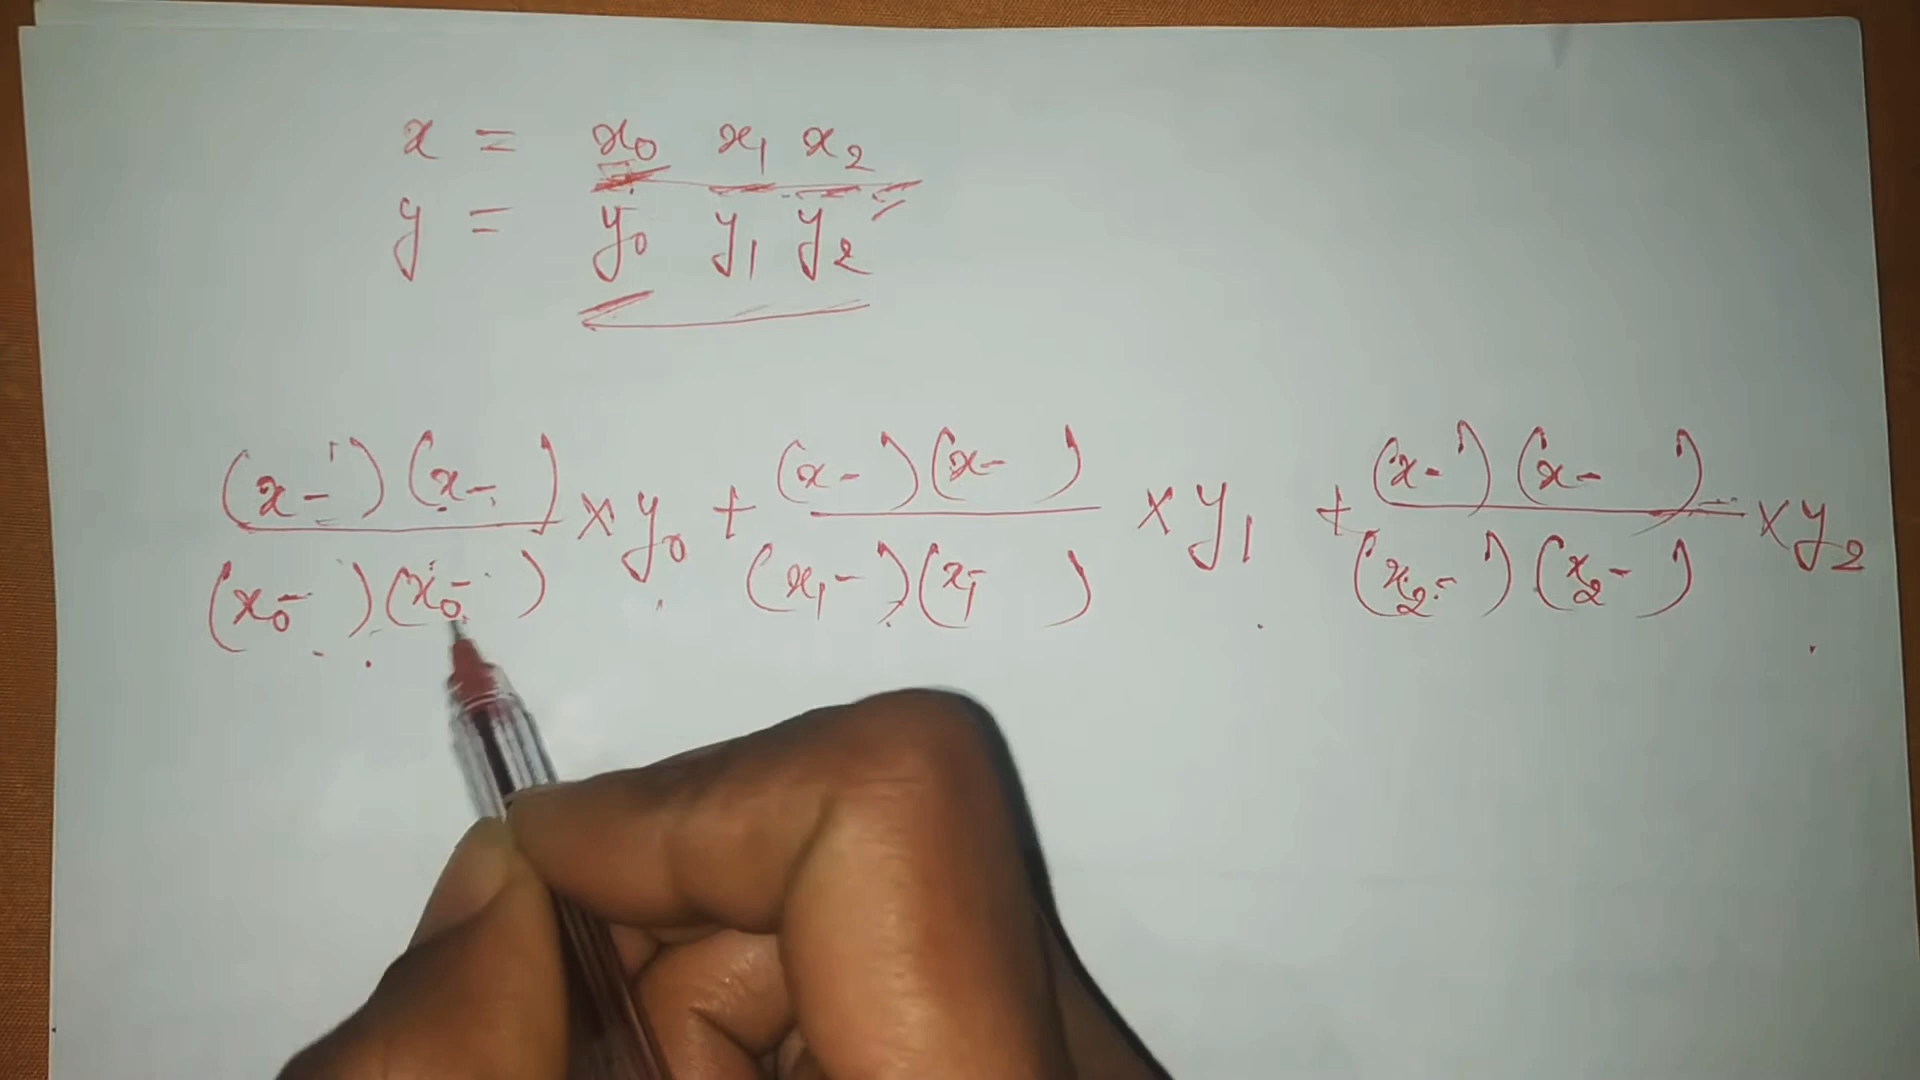 x = x₀ x₁ x₂
y = y₀ y₁ y₂
(x- )(x- ) / (x₀- )(x₀- ) × y₀ + (x- )(x- ) / (x₁- )(x₁- ) × y₁ + (x- )(x- ) / (x₂- )(x₂- ) × y₂